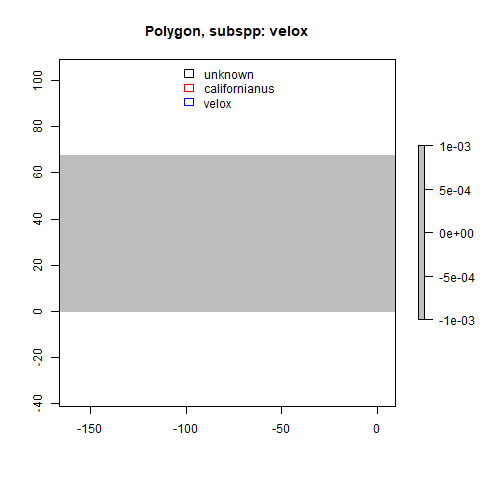 Polygon, subspp: velox
unknown
californianus
velox
100
80
60
40
20
0
-20
-40
-150
-100
-50
0
1e-03
5e-04
0e+00
-5e-04
-1e-03